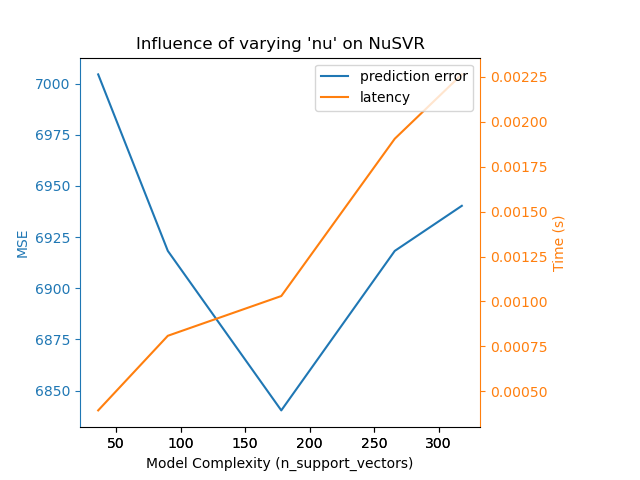 Influence of varying 'nu' on NuSVR
prediction error
latency
7000
6975
6950
6925
6900
6875
6850
MSE
0.00225
0.00200
0.00175
0.00150
0.00125
0.00100
0.00075
0.00050
Time (s)
50 100 150 200 250 300
Model Complexity (n_support_vectors)